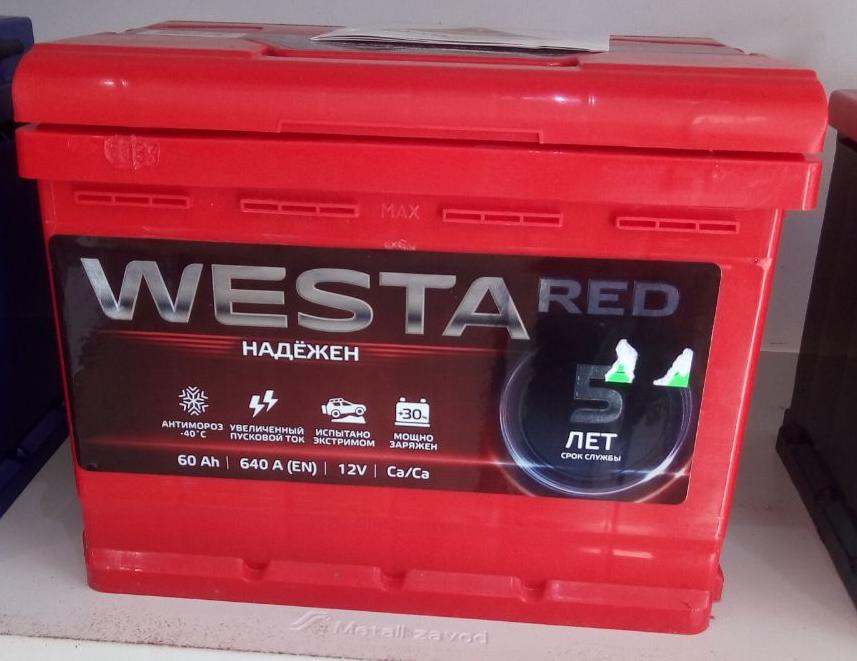 MAX
WESTA RED
НАДЁЖЕН
5
ЛЕТ
СРОК СЛУЖБЫ
АНТИМОРОЗ
-40°C
УВЕЛИЧЕННЫЙ
ПУСКОВОЙ ТОК
ИСПЫТАНО
ЭКСТРИМОМ
+30-
МОЩНО
ЗАРЯЖЕН
60 Ah | 640 A (EN) | 12V | Ca/Ca
Metall zavod